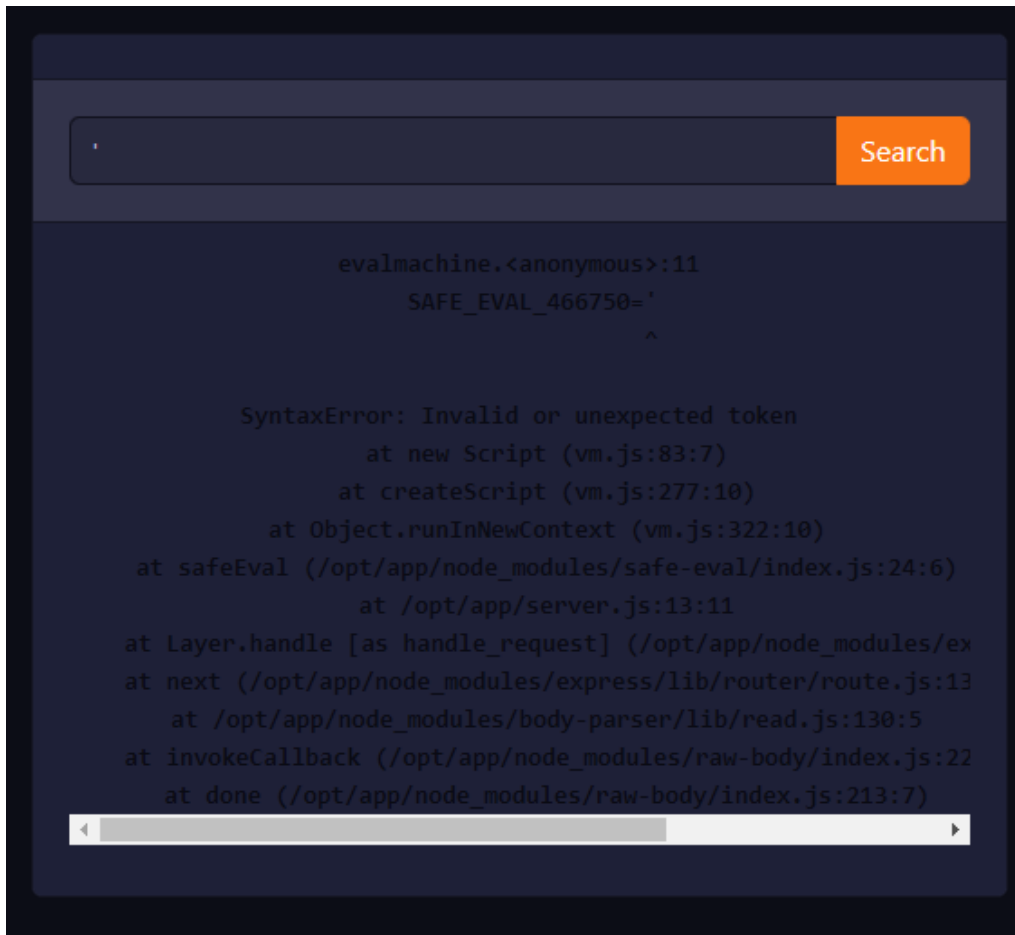 '
Search
evalmachine.<anonymous>:11
SAFE_EVAL_466750='
^
SyntaxError: Invalid or unexpected token
at new Script (vm.js:83:7)
at createScript (vm.js:277:10)
at Object.runInNewContext (vm.js:322:10)
at safeEval (/opt/app/node_modules/safe-eval/index.js:24:6)
at /opt/app/server.js:13:11
at Layer.handle [as handle_request] (/opt/app/node_modules/ex
at next (/opt/app/node_modules/express/lib/router/route.js:13
at /opt/app/node_modules/body-parser/lib/read.js:130:5
at invokeCallback (/opt/app/node_modules/raw-body/index.js:22
at done (/opt/app/node_modules/raw-body/index.js:213:7)